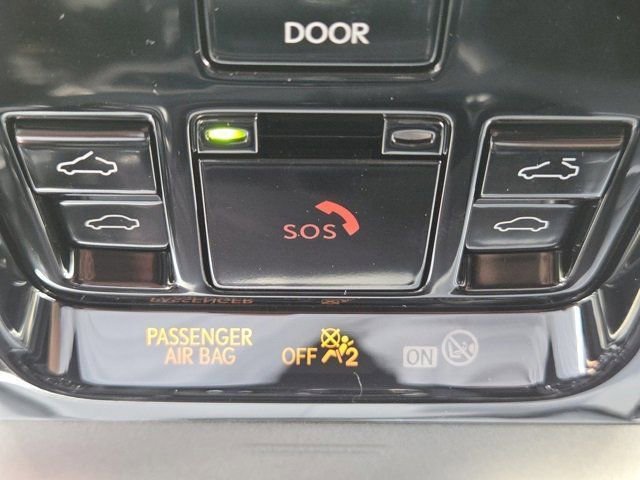 DOOR
SOS
PASSENGER
AIR BAG
OFF 2
ON